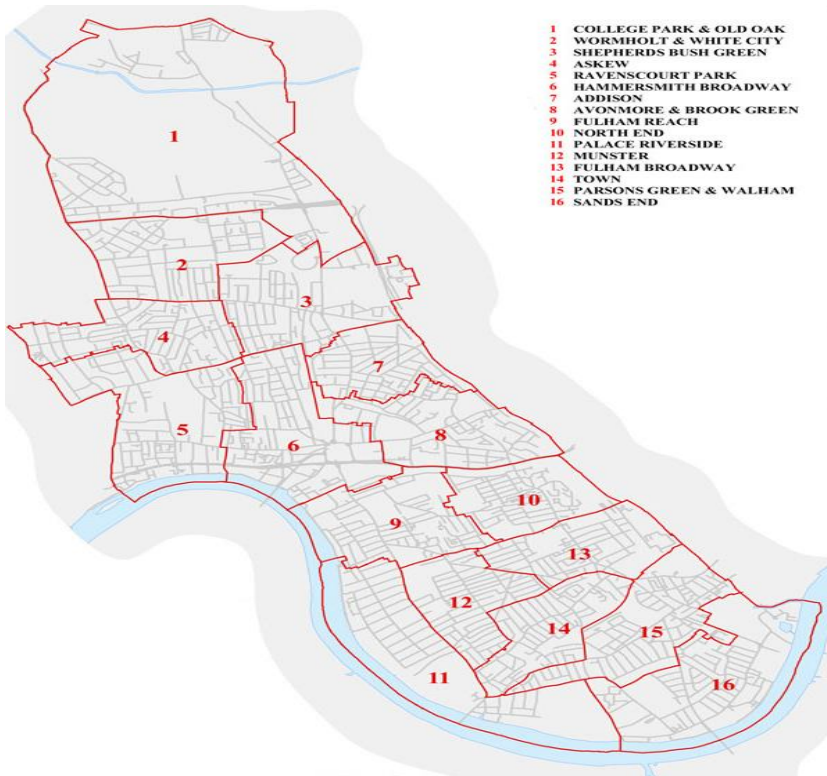 1 COLLEGE PARK & OLD OAK
2 WORMHOLT & WHITE CITY
3 SHEPHERDS BUSH GREEN
4 ASKEW
5 RAVENSCOURT PARK
6 HAMMERSMITH BROADWAY
7 ADDISON
8 AVONMORE & BROOK GREEN
9 FULHAM REACH
10 NORTH END
11 PALACE RIVERSIDE
12 MUNSTER
13 FULHAM BROADWAY
14 TOWN
15 PARSONS GREEN & WALHAM
16 SANDS END
1
2
3
4
7
5
6
8
9
10
13
12
14
15
11
16